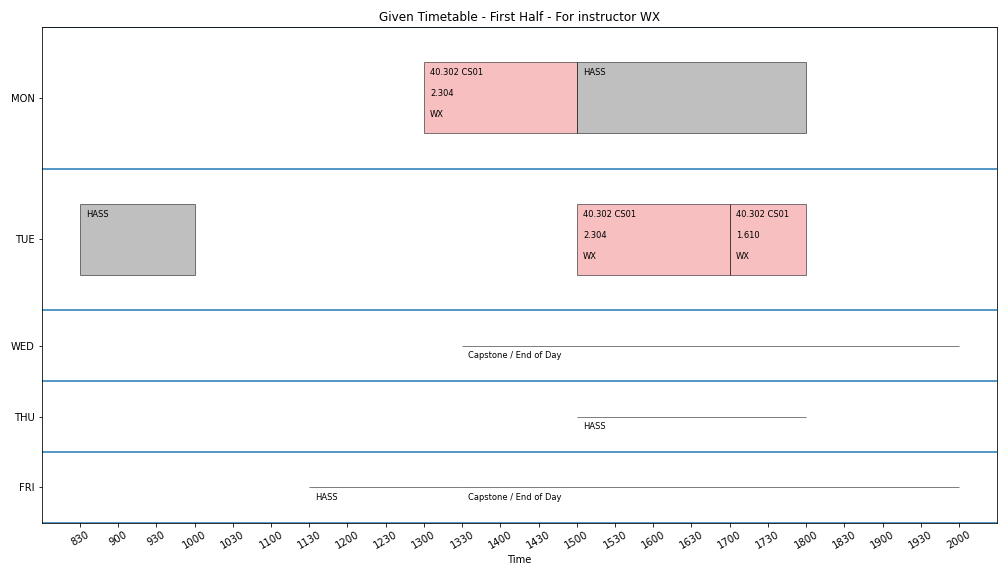 Given Timetable - First Half - For instructor WX
MON
40.302 CS01
2.304
WX
HASS
TUE
HASS
40.302 CS01
2.304
WX
40.302 CS01
1.610
WX
WED
Capstone / End of Day
THU
HASS
FRI
HASS
Capstone / End of Day
830 900 930 1000 1030 1100 1130 1200 1230 1300 1330 1400 1430 1500 1600 1630 1700 1730 1800 1830 1900 1930 2000
Time